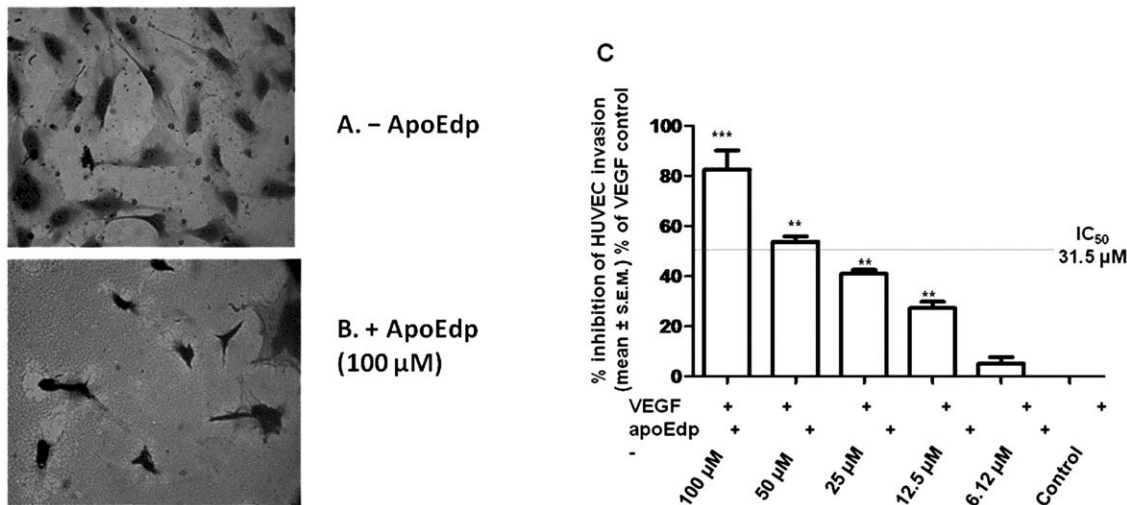 A. – ApoEdp
B. + ApoEdp
(100 µM)
C
% inhibition of HUVEC invasion
(mean ± S.E.M.) % of VEGF control
100
80
60
40
20
0
***
**
**
**
IC50
31.5 µM
VEGF + + + + + +
apoEdp + + + + +
-
100 µM
50 µM
25 µM
12.5 µM
6.12 µM
Control